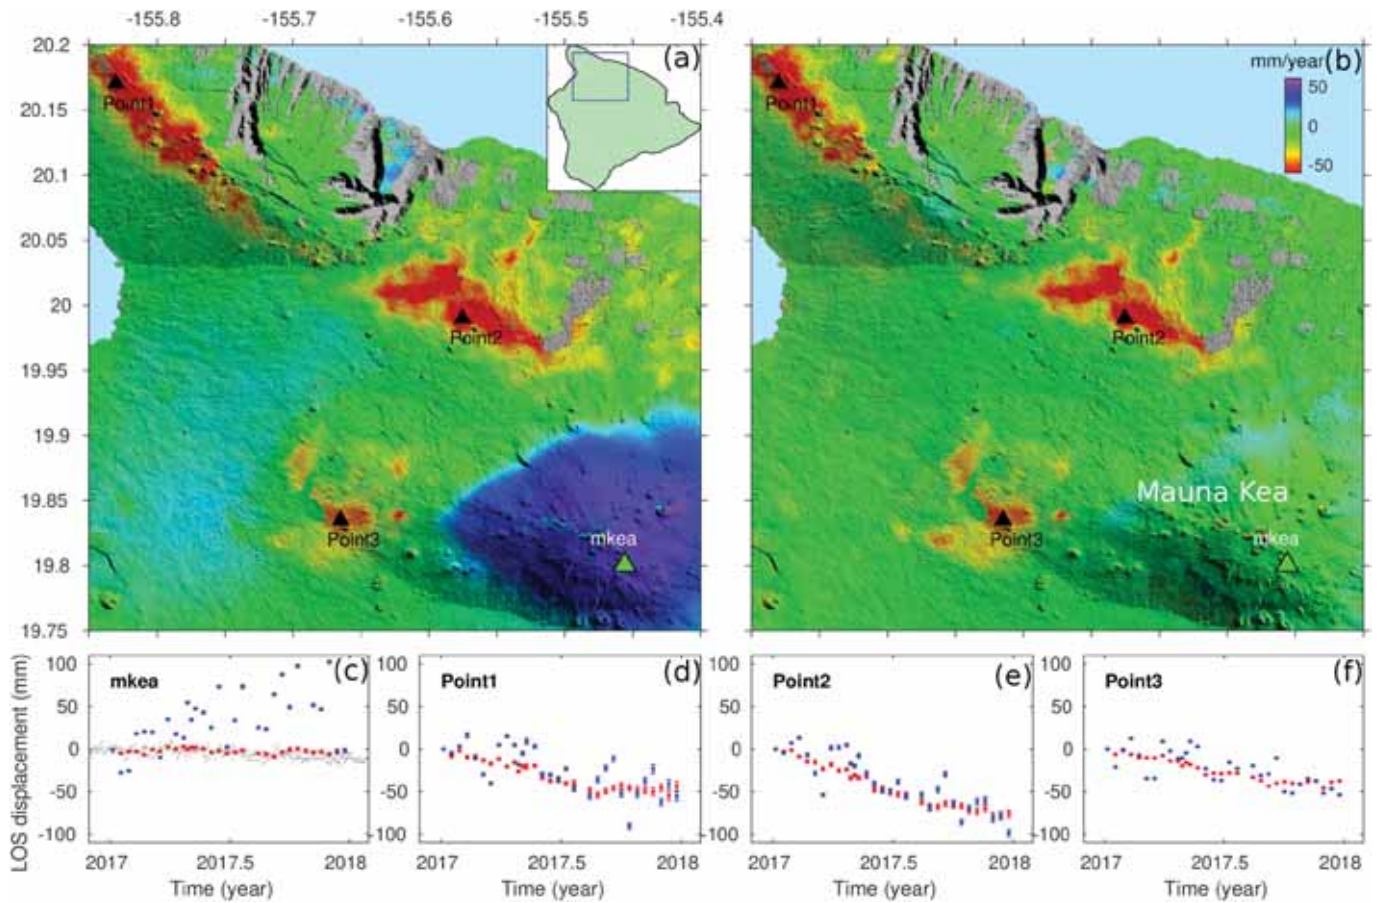 -155.8 -155.7 -155.6 -155.5 -155.4
20.2
20.15
20.1
20.05
20
19.95
19.9
19.85
19.8
19.75
(a)
Point1
Point2
Point3
mkea
(b)
mm/year
50
0
-50
Point1
Point2
Point3
Mauna Kea
mkea
LOS displacement (mm)
100
50
0
-50
-100
mkea
(c)
2017 2017.5 2018
Time (year)
100
50
0
-50
-100
Point1
(d)
2017 2017.5 2018
Time (year)
100
50
0
-50
-100
Point2
(e)
2017 2017.5 2018
Time (year)
100
50
0
-50
-100
Point3
(f)
2017 2017.5 2018
Time (year)